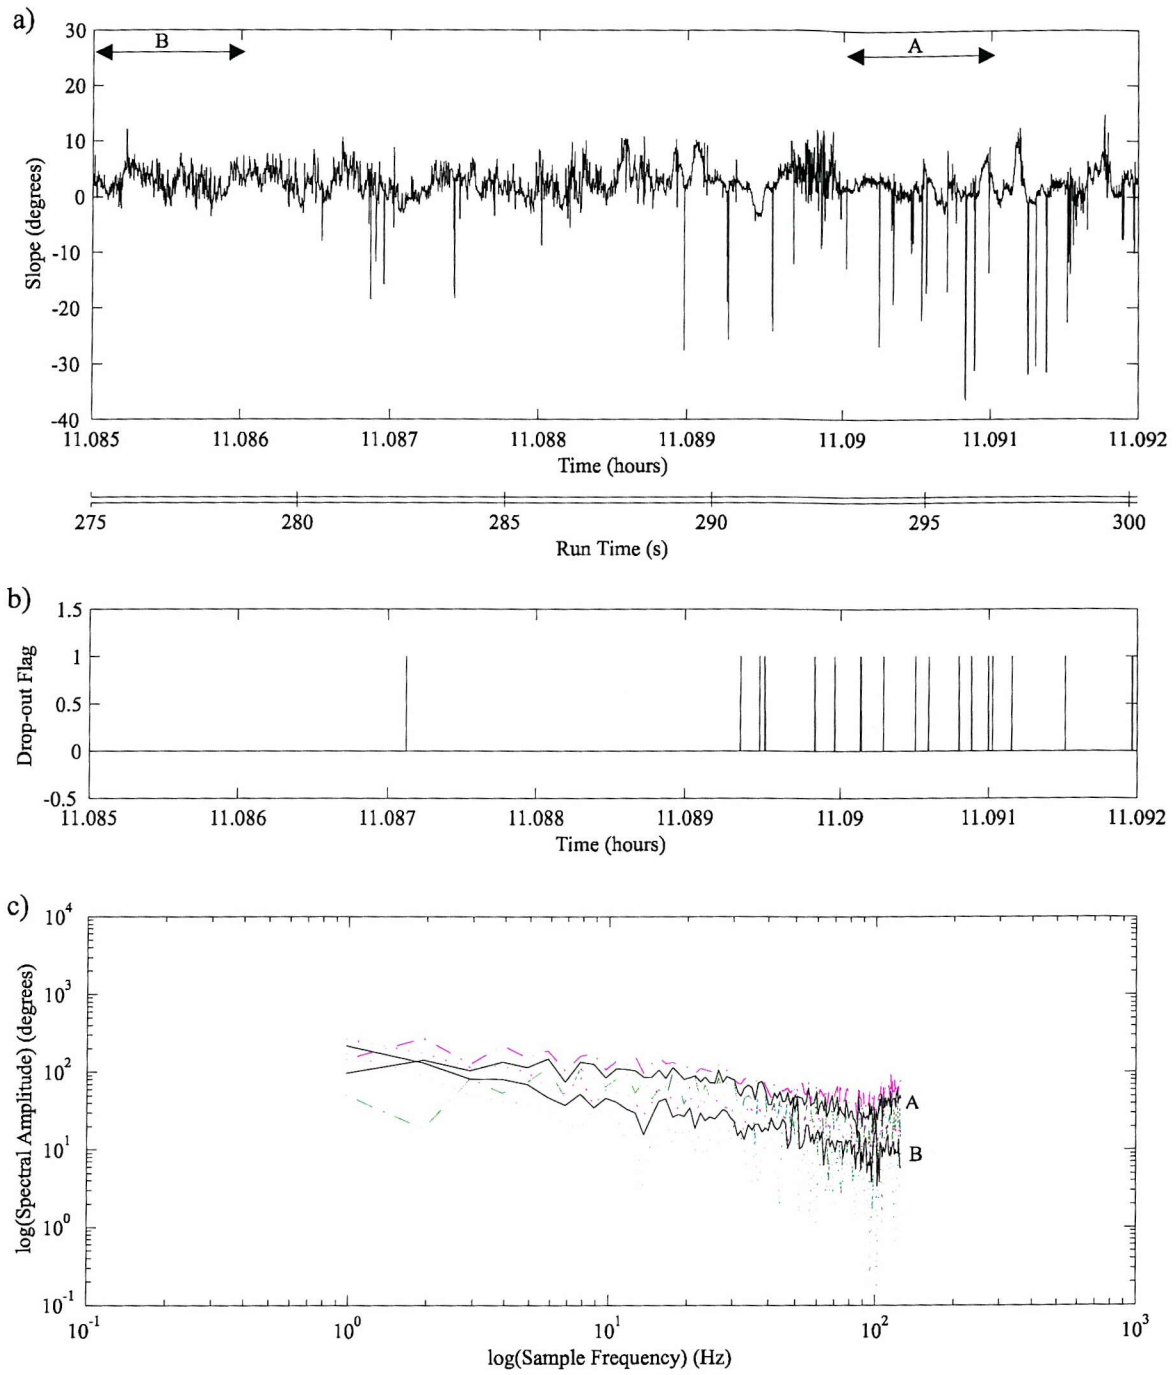 a)
30
B
A
20
10
0
-10
-20
-30
-40
Slope (degrees)
11.085 11.086 11.087 11.088 11.089 11.09 11.091 11.092
Time (hours)
275 280 285 290 295 300
Run Time (s)
b)
1.5
1
0.5
0
-0.5
Drop-out Flag
11.085 11.086 11.087 11.088 11.089 11.09 11.091 11.092
Time (hours)
c)
10^4
10^3
10^2
A
10^1
B
10^0
10^-1
log(Spectral Amplitude) (degrees)
10^-1 10^0 10^1 10^2 10^3
log(Sample Frequency) (Hz)